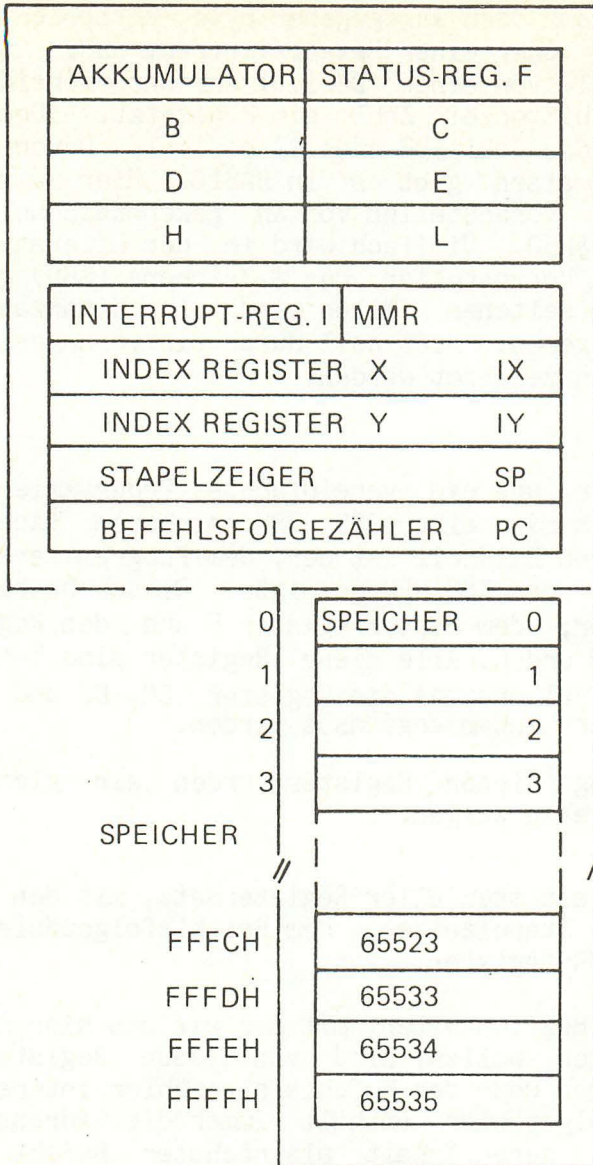 AKKUMULATOR STATUS-REG. F
B C
D E
H L
INTERRUPT-REG. I MMR
INDEX REGISTER X IX
INDEX REGISTER Y IY
STAPELZEIGER SP
BEFEHLSFOLGEZÄHLER PC
0 SPEICHER 0
1 1
2 2
3 3
SPEICHER
FFFCH 65523
FFFDH 65533
FFFEH 65534
FFFFH 65535